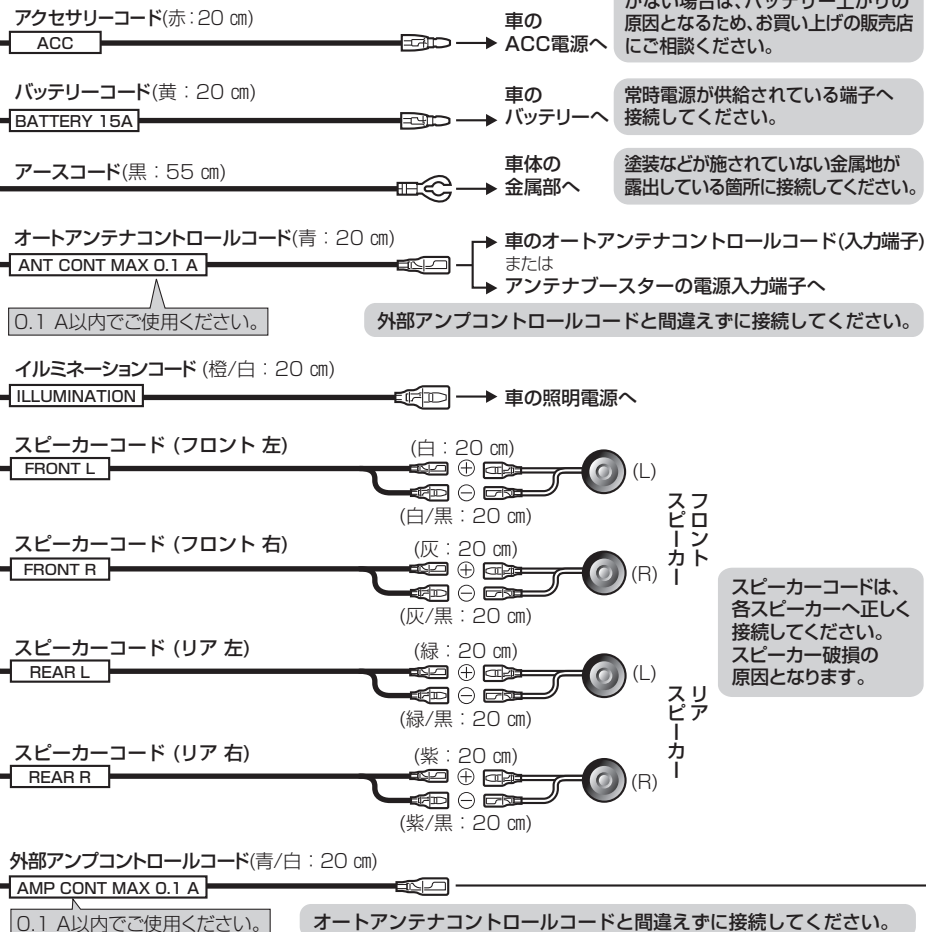 アクセサリーコード(赤：20 ㎝)
ACC
車の
ACC電源へ
原因となるため、お買い上げの販売店
にご相談ください。
バッテリーコード(黄：20 ㎝)
BATTERY 15A
車の
バッテリーへ
常時電源が供給されている端子へ
接続してください。
アースコード(黒：55 ㎝)
車体の
金属部へ
塗装などが施されていない金属地が
露出している箇所に接続してください。
オートアンテナコントロールコード(青：20 ㎝)
ANT CONT MAX 0.1 A
0.1 A以内でご使用ください。
車のオートアンテナコントロールコード(入力端子)
または
アンテナブースターの電源入力端子へ
外部アンプコントロールコードと間違えずに接続してください。
イルミネーションコード (橙/白：20 ㎝)
ILLUMINATION
車の照明電源へ
スピーカーコード (フロント 左)
FRONT L
(白：20 ㎝)
⊕
⊖
(白/黒：20 ㎝)
(L)
スピーカーコード (フロント 右)
FRONT R
(灰：20 ㎝)
⊕
⊖
(灰/黒：20 ㎝)
(R)
フロント
スピーカー
スピーカーコード (リア 左)
REAR L
(緑：20 ㎝)
⊕
⊖
(緑/黒：20 ㎝)
(L)
スピーカーコード (リア 右)
REAR R
(紫：20 ㎝)
⊕
⊖
(紫/黒：20 ㎝)
(R)
リア
スピーカー
スピーカーコードは、
各スピーカーへ正しく
接続してください。
スピーカー破損の
原因となります。
外部アンプコントロールコード(青/白：20 ㎝)
AMP CONT MAX 0.1 A
0.1 A以内でご使用ください。
オートアンテナコントロールコードと間違えずに接続してください。